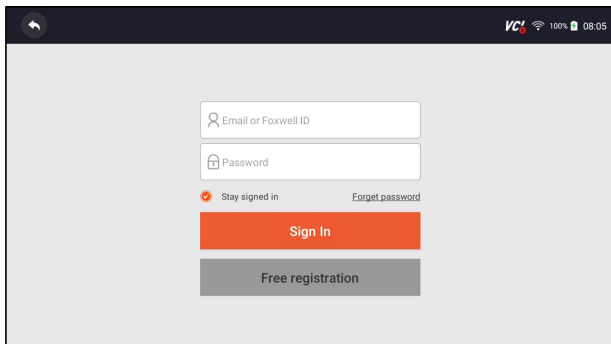 VCI 100% 08:05
Email or Foxwell ID
Password
Stay signed in Forget password
Sign In
Free registration